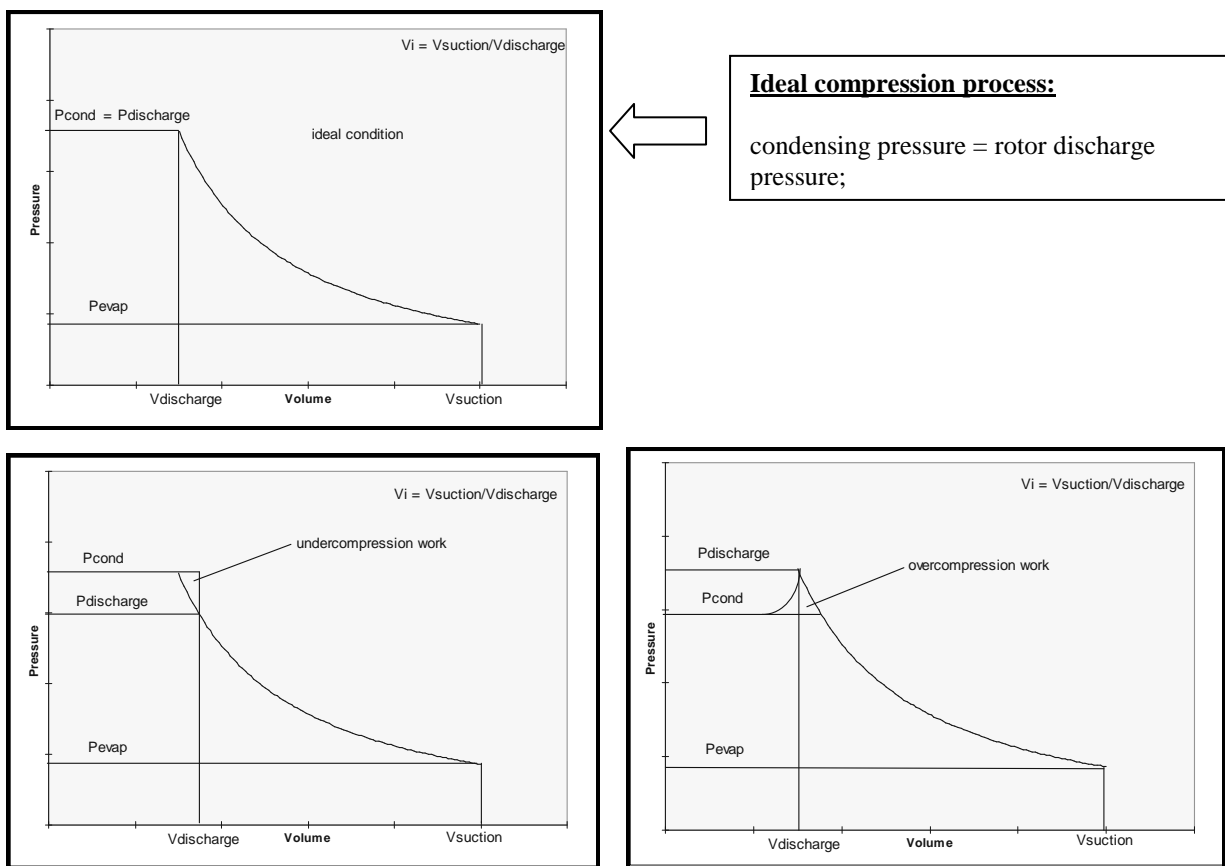 Vi = Vsuction/Vdischarge
Pcond = Pdischarge
ideal condition
Pressure
Pevap
Vdischarge
Volume
Vsuction
Ideal compression process:
condensing pressure = rotor discharge
pressure;
Vi = Vsuction/Vdischarge
undercompression work
Pcond
Pdischarge
Pressure
Pevap
Vdischarge
Volume
Vsuction
Vi = Vsuction/Vdischarge
Pdischarge
overcompression work
Pcond
Pressure
Pevap
Vdischarge
Volume
Vsuction